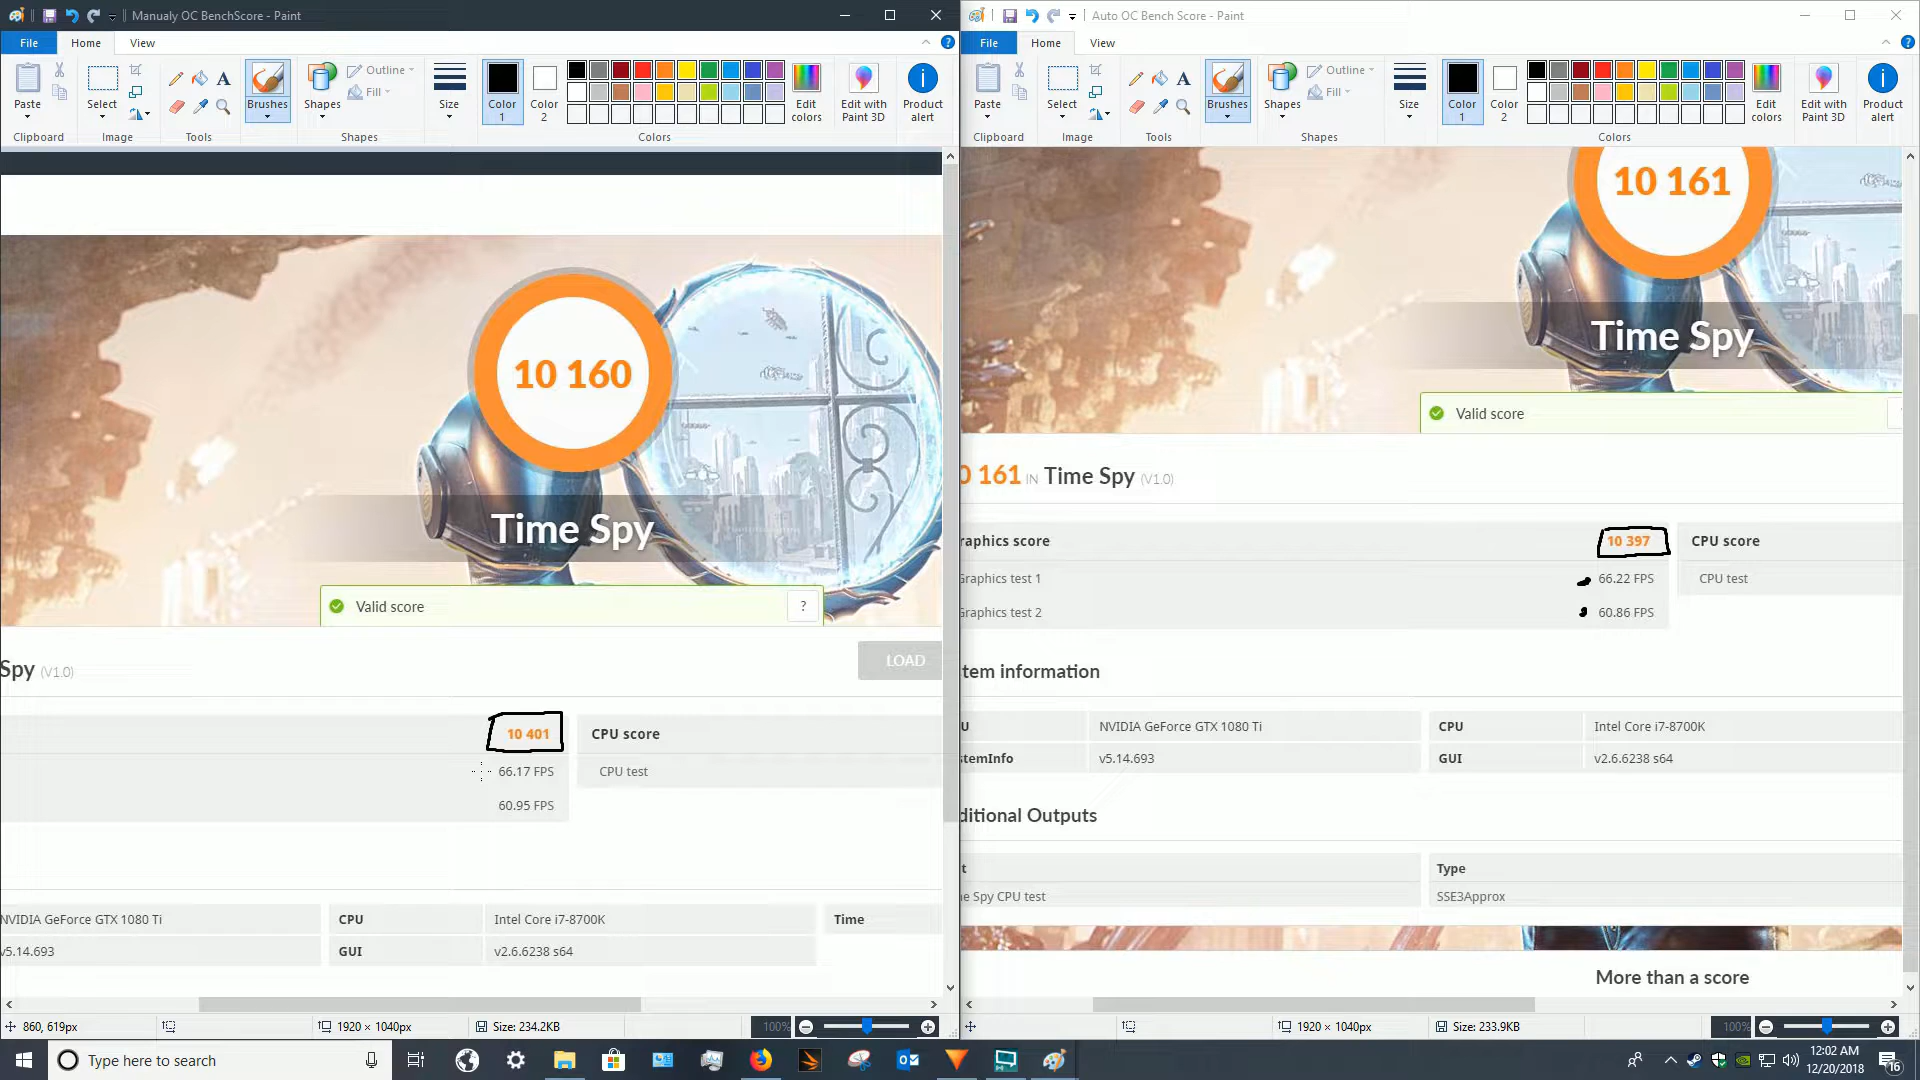 Manualy OC BenchScore - Paint
File
Home
View
Paste
Select
Brushes
Shapes
Outline
Fill
Size
Color 1
Color 2
Edit colors
Edit with Paint 3D
Product alert
Clipboard
Image
Tools
Shapes
Colors
10 160
Time Spy
Valid score
?
Spy (V1.0)
LOAD
10 401
CPU score
66.17 FPS
CPU test
60.95 FPS
NVIDIA GeForce GTX 1080 Ti
CPU
Intel Core i7-8700K
Time
v5.14.693
GUI
v2.6.6238 s64
860, 619px
1920 × 1040px
Size: 234.2KB
100%
Auto OC Bench Score - Paint
File
Home
View
Paste
Select
Brushes
Shapes
Outline
Fill
Size
Color 1
Color 2
Edit colors
Edit with Paint 3D
Product alert
Clipboard
Image
Tools
Shapes
Colors
10 161
Time Spy
Valid score
0 161 IN Time Spy (V1.0)
raphics score
10 397
CPU score
Graphics test 1
66.22 FPS
CPU test
Graphics test 2
60.86 FPS
tem information
U
NVIDIA GeForce GTX 1080 Ti
CPU
Intel Core i7-8700K
stemInfo
v5.14.693
GUI
v2.6.6238 s64
ditional Outputs
t
Type
e Spy CPU test
SSE3Approx
More than a score
1920 × 1040px
Size: 233.9KB
100%
Type here to search
12:02 AM
12/20/2018
16